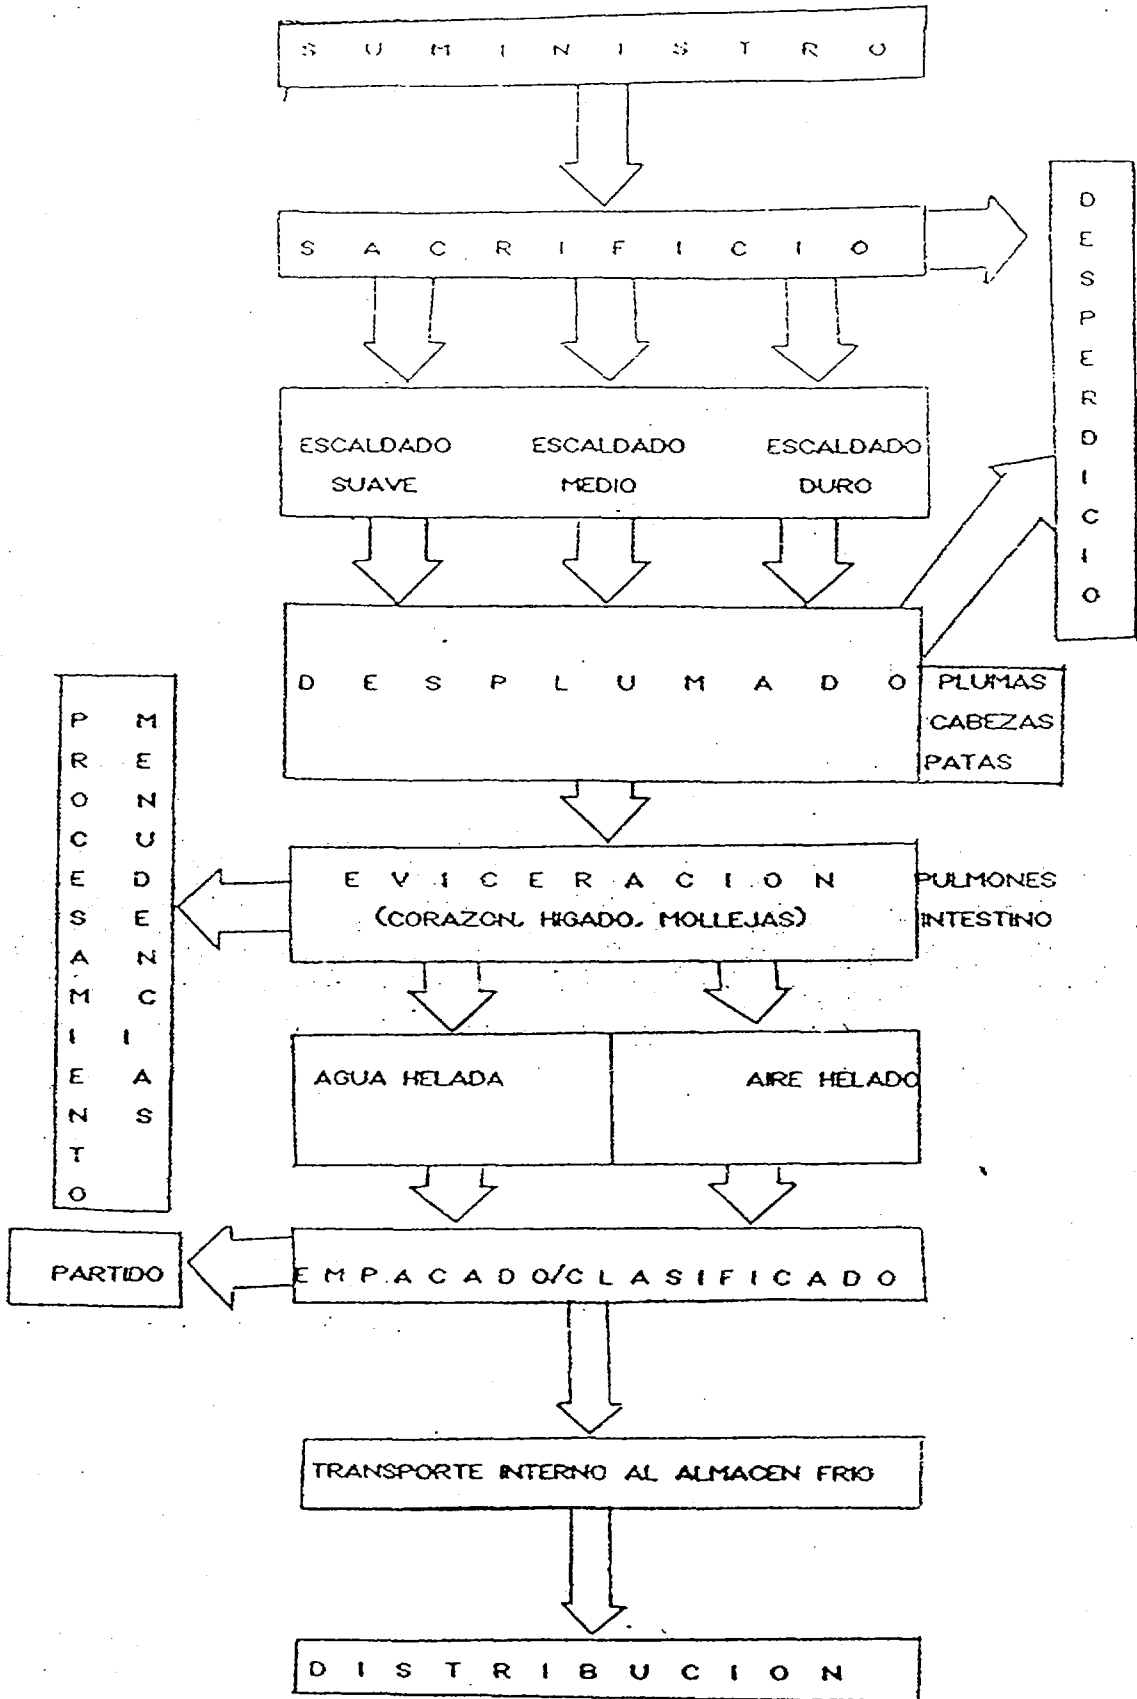 SUMINISTRO
SACRIFICIO
DESPERDICIO
ESCALDADO SUAVE
ESCALDADO MEDIO
ESCALDADO DURO
DESPLUMADO
PLUMAS
CABEZAS
PATAS
PROCESAMIENTO
MENUDENCIAS
EVICERACION
(CORAZON, HIGADO, MOLLEJAS)
PULMONES
INTESTINO
AGUA HELADA
AIRE HELADO
PARTIDO
EMPACADO/CLASIFICADO
TRANSPORTE INTERNO AL ALMACEN FRIO
DISTRIBUCION